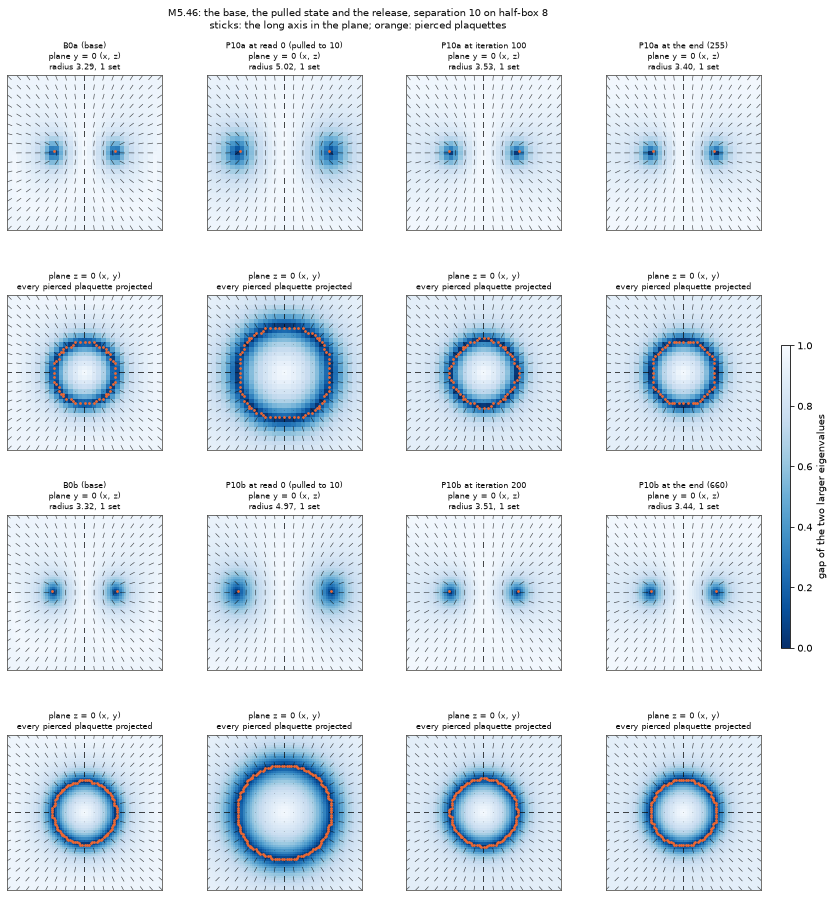 M5.46: the base, the pulled state and the release, separation 10 on half-box 8
sticks: the long axis in the plane; orange: pierced plaquettes
B0a (base)
plane y = 0 (x, z)
radius 3.29, 1 set
P10a at read 0 (pulled to 10)
plane y = 0 (x, z)
radius 5.02, 1 set
P10a at iteration 100
plane y = 0 (x, z)
radius 3.53, 1 set
P10a at the end (255)
plane y = 0 (x, z)
radius 3.40, 1 set
plane z = 0 (x, y)
every pierced plaquette projected
plane z = 0 (x, y)
every pierced plaquette projected
plane z = 0 (x, y)
every pierced plaquette projected
plane z = 0 (x, y)
every pierced plaquette projected
B0b (base)
plane y = 0 (x, z)
radius 3.32, 1 set
P10b at read 0 (pulled to 10)
plane y = 0 (x, z)
radius 4.97, 1 set
P10b at iteration 200
plane y = 0 (x, z)
radius 3.51, 1 set
P10b at the end (660)
plane y = 0 (x, z)
radius 3.44, 1 set
plane z = 0 (x, y)
every pierced plaquette projected
plane z = 0 (x, y)
every pierced plaquette projected
plane z = 0 (x, y)
every pierced plaquette projected
plane z = 0 (x, y)
every pierced plaquette projected
1.0
0.8
0.6
0.4
0.2
0.0
gap of the two larger eigenvalues